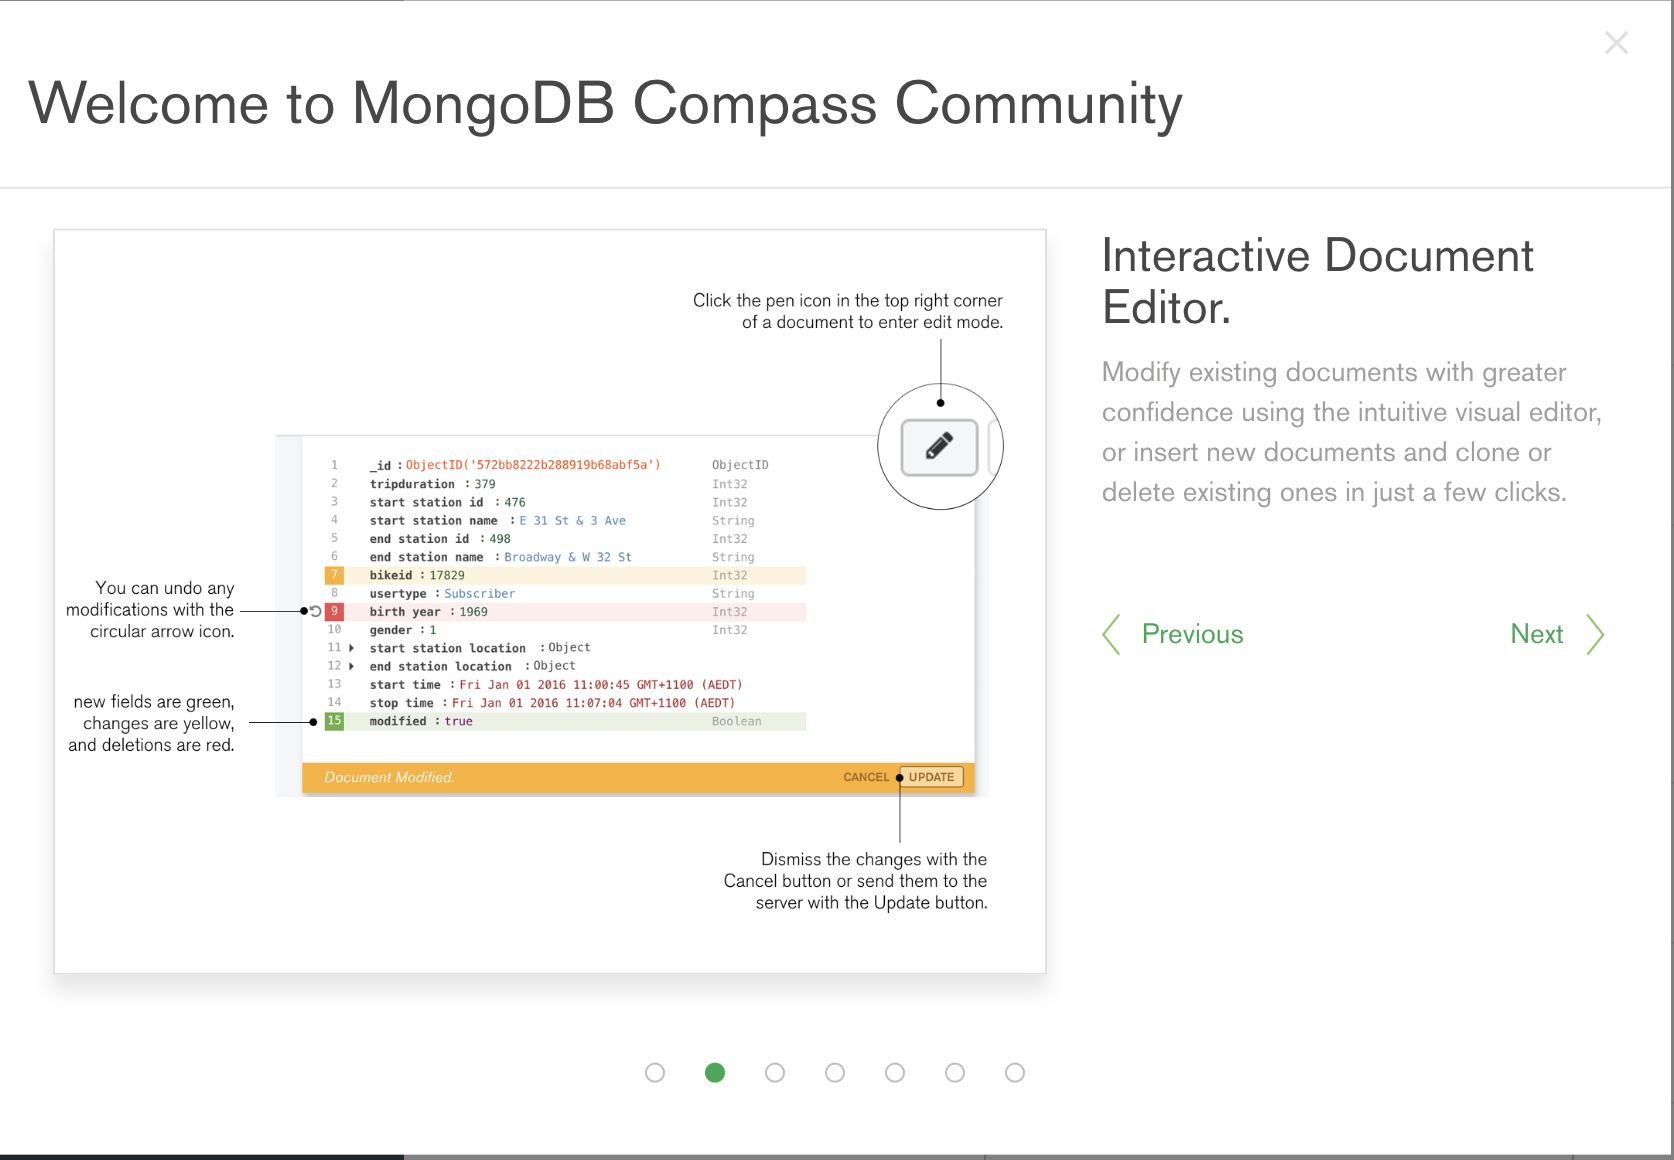 Welcome to MongoDB Compass Community
Click the pen icon in the top right corner
of a document to enter edit mode.
1 _id : ObjectID('572bb8222b288919b68abf5a') ObjectID
2 tripduration : 379 Int32
3 start station id : 476 Int32
4 start station name : E 31 St & 3 Ave String
5 end station id : 498 Int32
6 end station name : Broadway & W 32 St String
7 bikeid : 17829 Int32
8 usertype : Subscriber String
9 birth year : 1969 Int32
10 gender : 1 Int32
11 start station location : Object
12 end station location : Object
13 start time : Fri Jan 01 2016 11:00:45 GMT+1100 (AEDT)
14 stop time : Fri Jan 01 2016 11:07:04 GMT+1100 (AEDT)
15 modified : true Boolean
Document Modified. CANCEL UPDATE
You can undo any
modifications with the
circular arrow icon.
new fields are green,
changes are yellow,
and deletions are red.
Dismiss the changes with the
Cancel button or send them to the
server with the Update button.
Interactive Document
Editor.
Modify existing documents with greater
confidence using the intuitive visual editor,
or insert new documents and clone or
delete existing ones in just a few clicks.
Previous Next